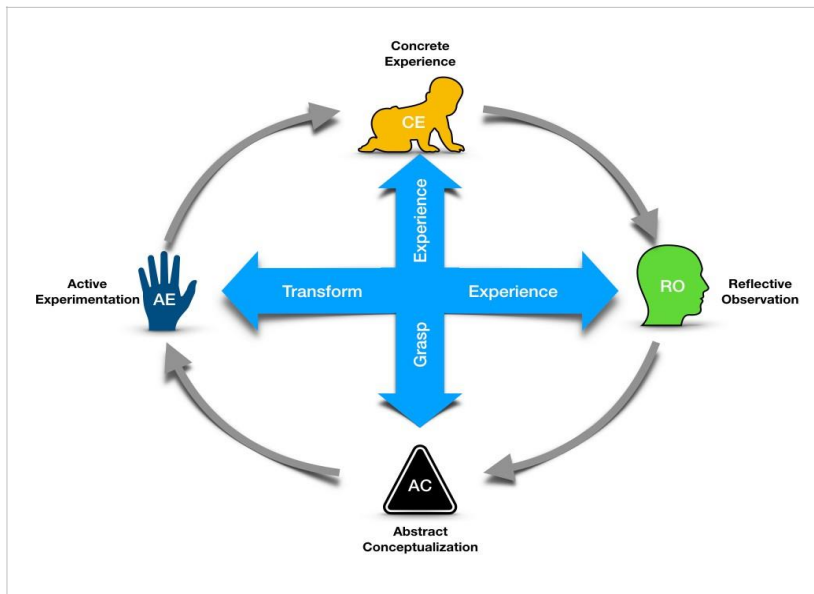 Concrete
Experience
CE
Experience
Active
Experimentation
AE
Transform
Experience
RO
Reflective
Observation
Grasp
AC
Abstract
Conceptualization